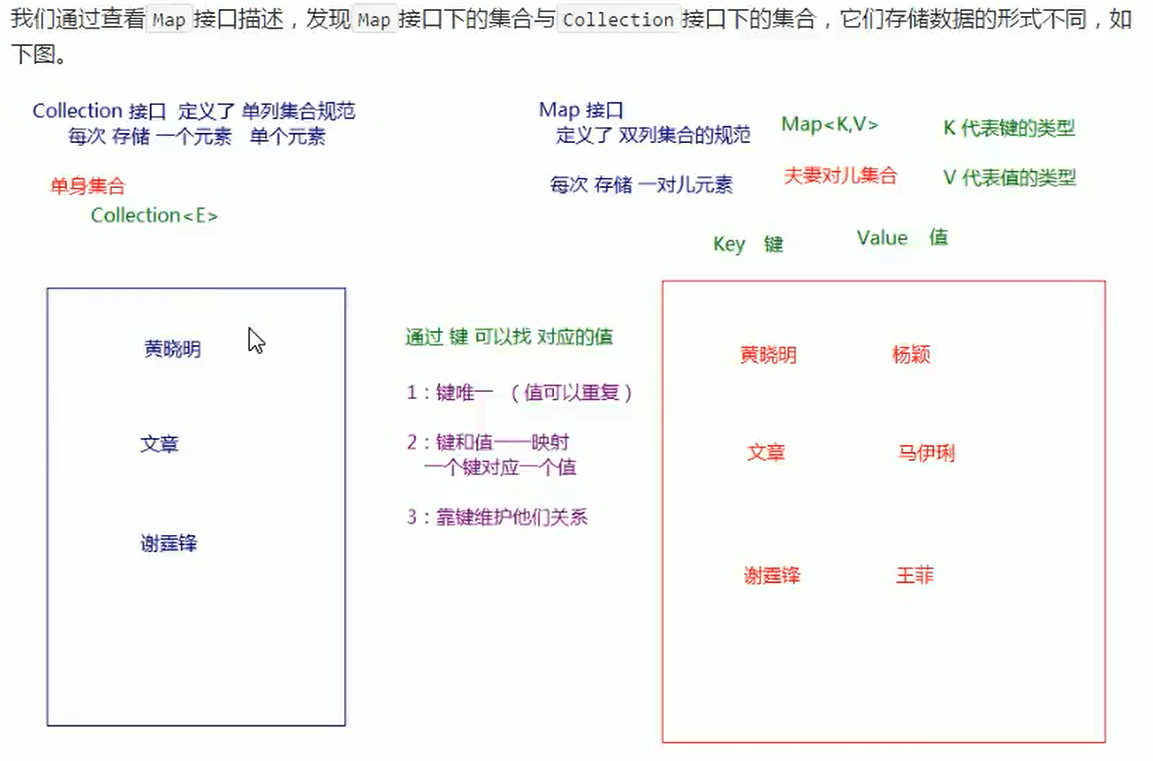 我们通过查看Map接口描述，发现Map接口下的集合与Collection接口下的集合，它们存储数据的形式不同，如
下图。
Collection 接口 定义了 单列集合规范
每次 存储 一个元素 单个元素
单身集合
Collection<E>
Map 接口
定义了 双列集合的规范
每次 存储 一对儿元素
Map<K,V>
夫妻对儿集合
K 代表键的类型
V 代表值的类型
Key 键
Value 值
黄晓明
文章
谢霆锋
通过 键 可以找 对应的值
1：键唯一 （值可以重复）
2：键和值一一映射
一个键对应一个值
3：靠键维护他们关系
黄晓明 杨颖
文章 马伊琍
谢霆锋 王菲